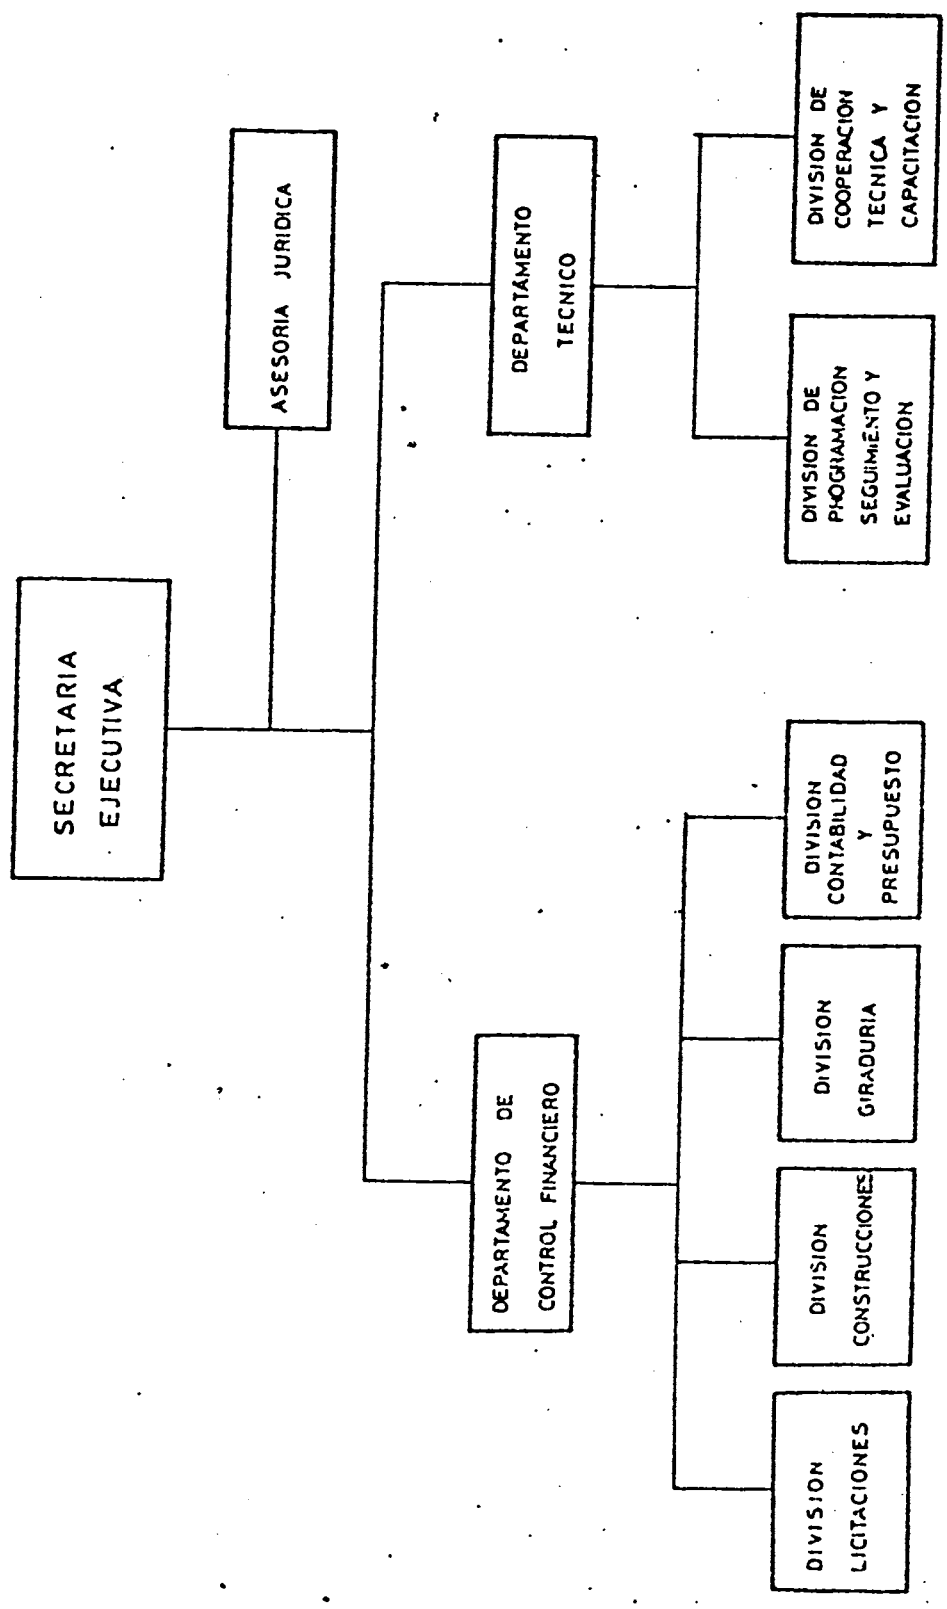 SECRETARIA
EJECUTIVA
ASESORIA JURIDICA
DEPARTAMENTO DE
CONTROL FINANCIERO
DEPARTAMENTO
TECNICO
DIVISION
LICITACIONES
DIVISION
CONSTRUCCIONES
DIVISION
GIRADURIA
DIVISION
CONTABILIDAD
Y
PRESUPUESTO
DIVISION DE
PROGRAMACION
SEGUIMIENTO Y
EVALUACION
DIVISION DE
COOPERACION
TECNICA Y
CAPACITACION